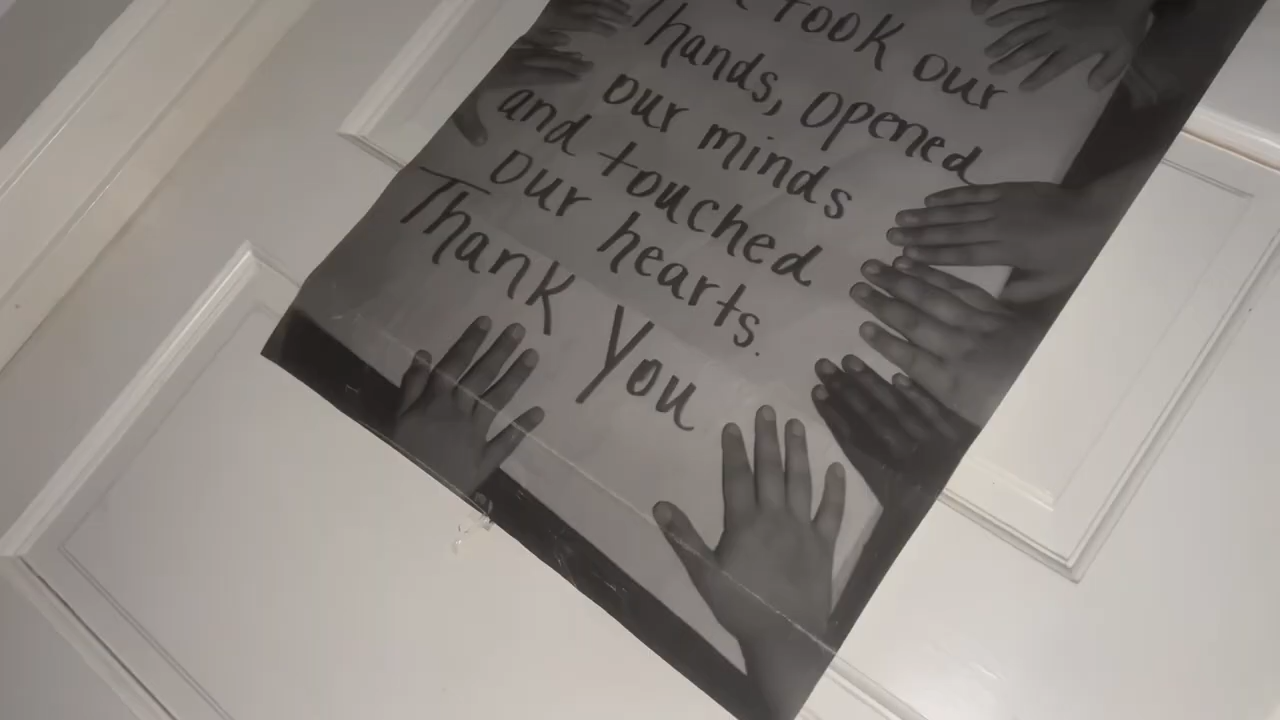 took our
hands, opened
our minds
and touched
our hearts.
Thank you